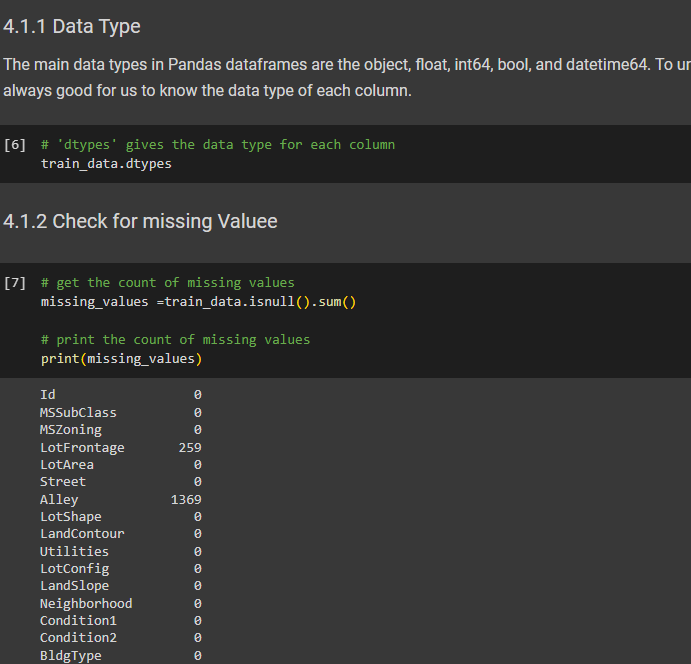 4.1.1 Data Type
The main data types in Pandas dataframes are the object, float, int64, bool, and datetime64. To
always good for us to know the data type of each column.
[6] # 'dtypes' gives the data type for each column
train_data.dtypes
4.1.2 Check for missing Valuee
[7] # get the count of missing values
missing_values =train_data.isnull().sum()
# print the count of missing values
print(missing_values)
Id 0
MSSubClass 0
MSZoning 0
LotFrontage 259
LotArea 0
Street 0
Alley 1369
LotShape 0
LandContour 0
Utilities 0
LotConfig 0
LandSlope 0
Neighborhood 0
Condition1 0
Condition2 0
BldgType 0